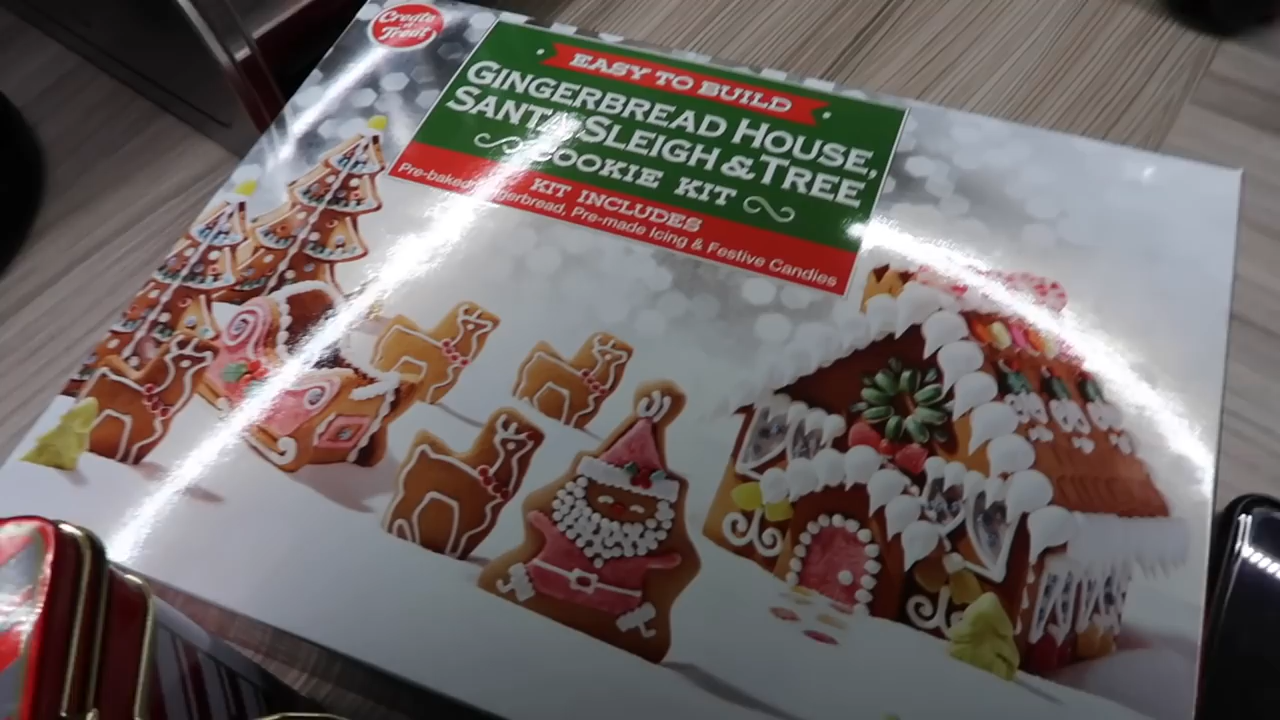 Create
A
Treat
EASY TO BUILD
GINGERBREAD HOUSE,
SANTA SLEIGH & TREE
COOKIE KIT
KIT INCLUDES
Pre-baked Gingerbread, Pre-made Icing & Festive Candies